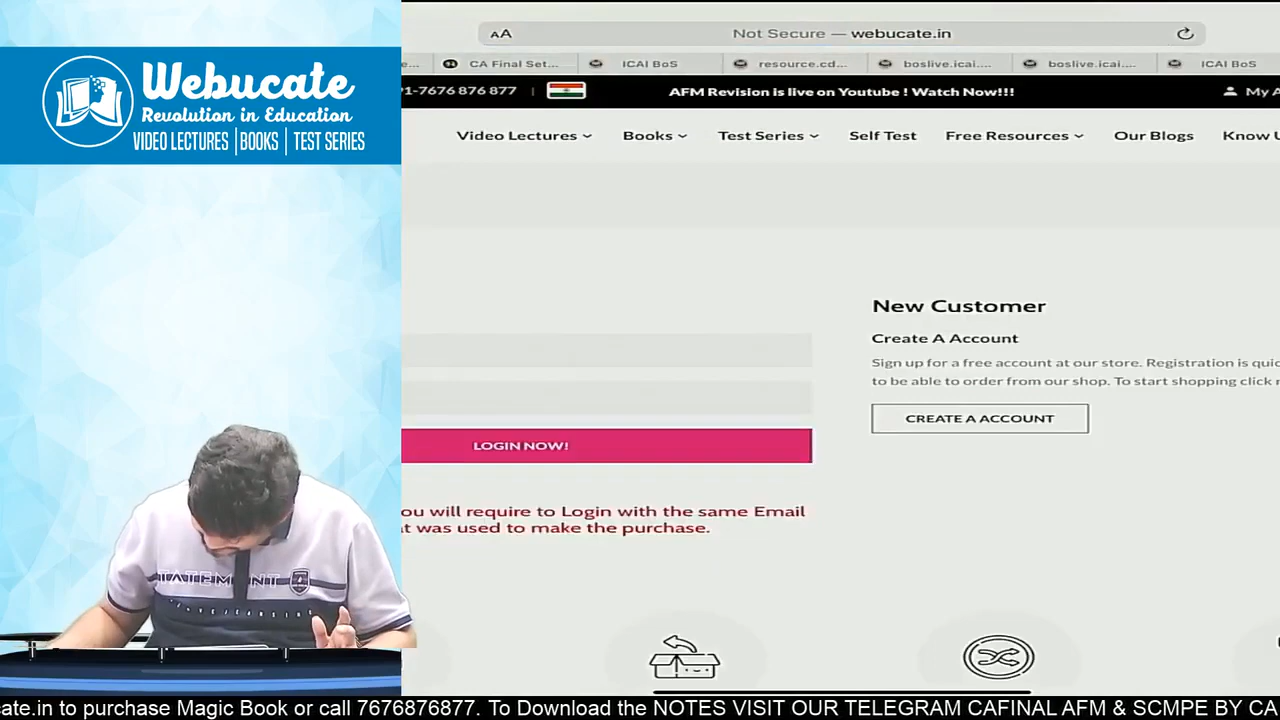 Webucate
Revolution in Education
VIDEO LECTURES | BOOKS | TEST SERIES
AA
Not Secure — webucate.in
e...
CA Final Set...
ICAI BoS
resource.cd...
boslive.icai....
boslive.icai....
ICAI BoS
1-7676 876 877 |
AFM Revision is live on Youtube ! Watch Now!!!
My A
Video Lectures
Books
Test Series
Self Test
Free Resources
Our Blogs
Know U
New Customer
Create A Account
Sign up for a free account at our store. Registration is quic
to be able to order from our shop. To start shopping click r
CREATE A ACCOUNT
LOGIN NOW!
ou will require to Login with the same Email
t was used to make the purchase.
TATEMENT
cate.in to purchase Magic Book or call 7676876877. To Download the NOTES VISIT OUR TELEGRAM CAFINAL AFM & SCMPE BY CA